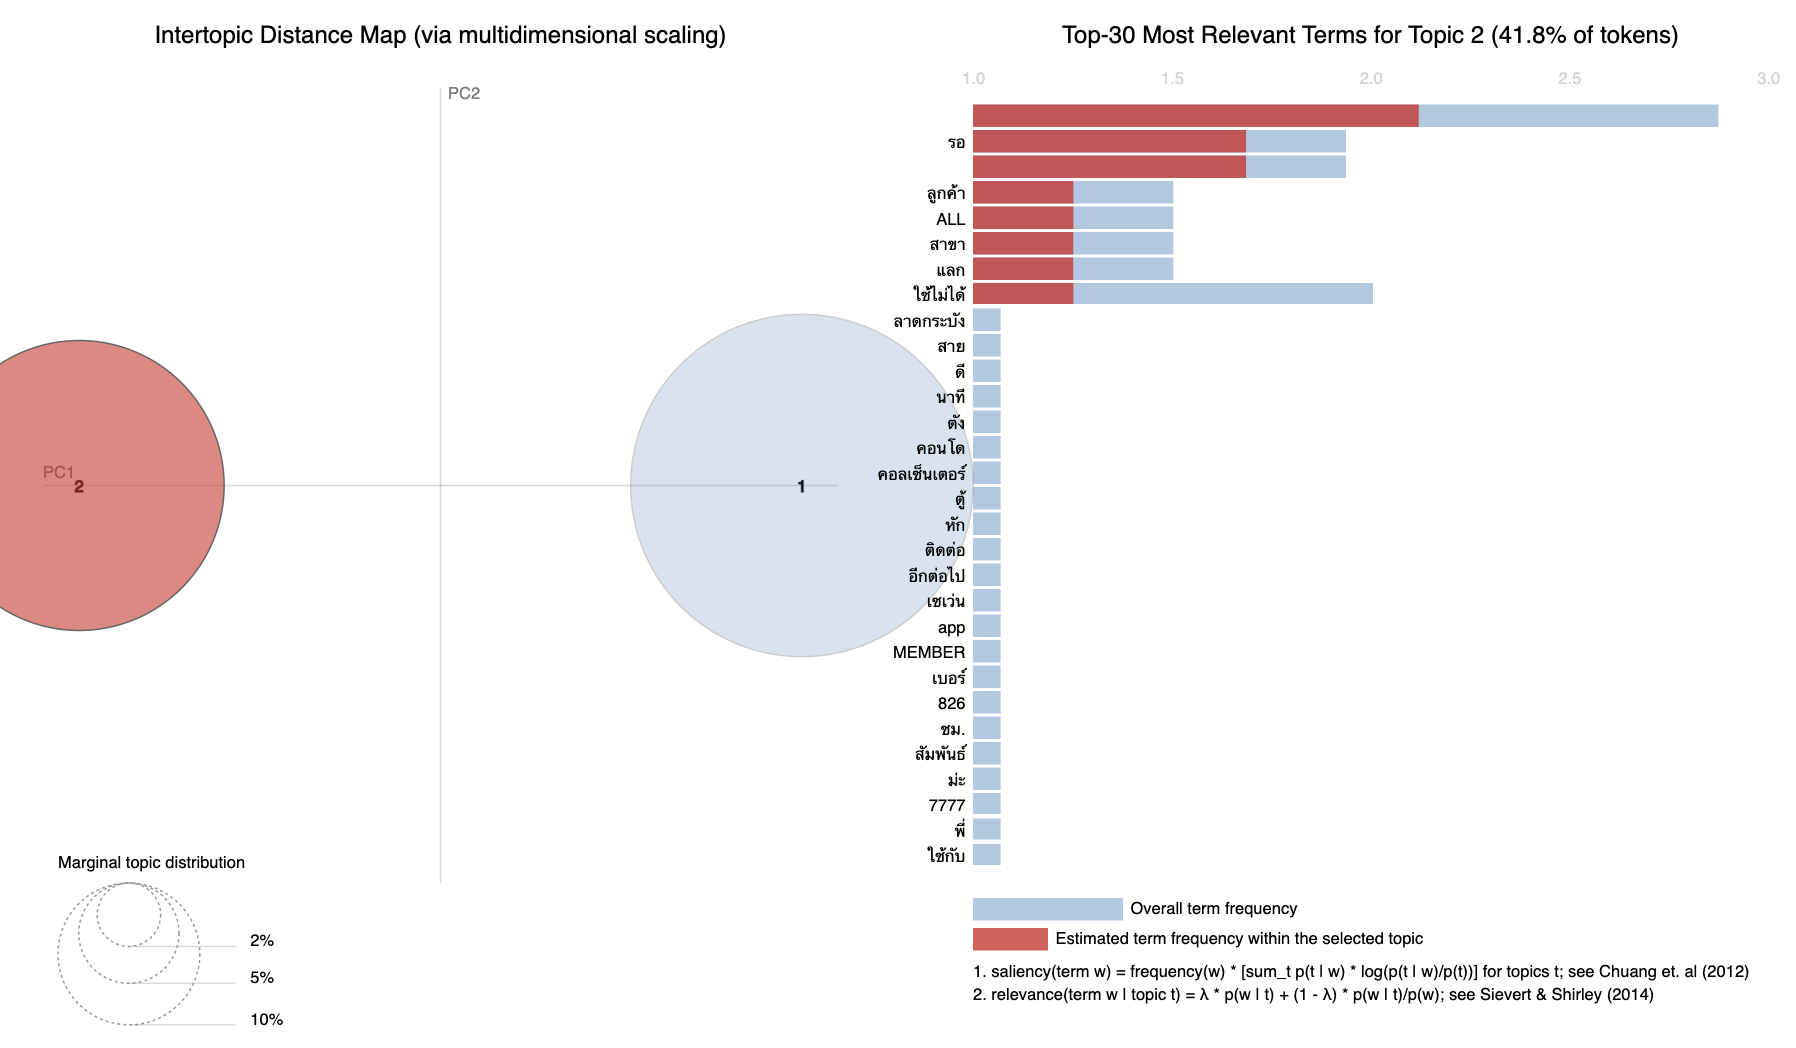 Intertopic Distance Map (via multidimensional scaling)
PC2
PC1
2
1
Marginal topic distribution
2%
5%
10%
Top-30 Most Relevant Terms for Topic 2 (41.8% of tokens)
1.0 1.5 2.0 2.5 3.0
รอ
ลูกค้า
ALL
สาขา
แลก
ใช้ไม่ได้
ลาดกระบัง
สาย
ดี
นาที
ตัง
คอนโด
คอลเซ็นเตอร์
ตู้
หัก
ติดต่อ
อีกต่อไป
เซเว่น
app
MEMBER
เบอร์
826
ชม.
สัมพันธ์
ม่ะ
7777
พี่
ใช้กับ
Overall term frequency
Estimated term frequency within the selected topic
1. saliency(term w) = frequency(w) * [sum_t p(t | w) * log(p(t | w)/p(t))] for topics t; see Chuang et. al (2012)
2. relevance(term w | topic t) = λ * p(w | t) + (1 - λ) * p(w | t)/p(w); see Sievert & Shirley (2014)